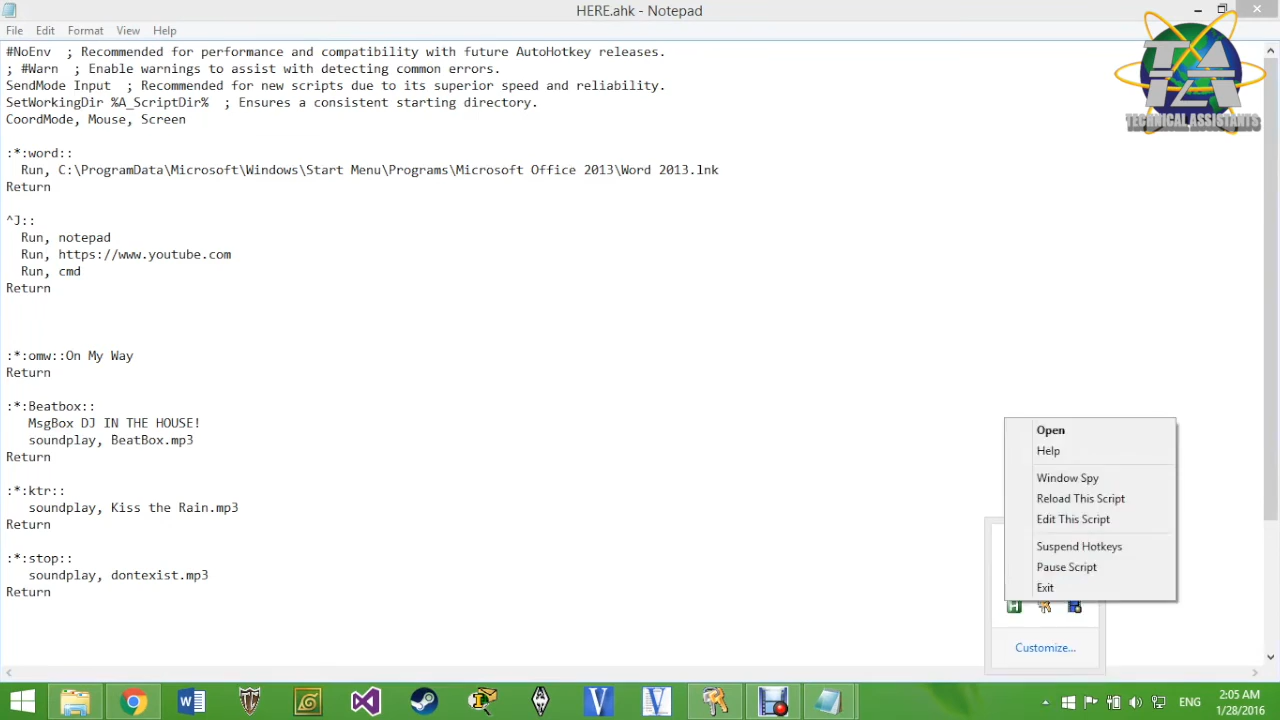 HERE.ahk - Notepad
File Edit Format View Help
#NoEnv  ; Recommended for performance and compatibility with future AutoHotkey releases.
; #Warn  ; Enable warnings to assist with detecting common errors.
SendMode Input  ; Recommended for new scripts due to its superior speed and reliability.
SetWorkingDir %A_ScriptDir%  ; Ensures a consistent starting directory.
CoordMode, Mouse, Screen
:*:word::
Run, C:\ProgramData\Microsoft\Windows\Start Menu\Programs\Microsoft Office 2013\Word 2013.lnk
Return
^J::
Run, notepad
Run, https://www.youtube.com
Run, cmd
Return
:*:omw::On My Way
Return
:*:Beatbox::
MsgBox DJ IN THE HOUSE!
soundplay, BeatBox.mp3
Return
:*:ktr::
soundplay, Kiss the Rain.mp3
Return
:*:stop::
soundplay, dontexist.mp3
Return
TA
TECHNICAL ASSISTANTS
Open
Help
Window Spy
Reload This Script
Edit This Script
Suspend Hotkeys
Pause Script
Exit
Customize...
ENG
2:05 AM
1/28/2016